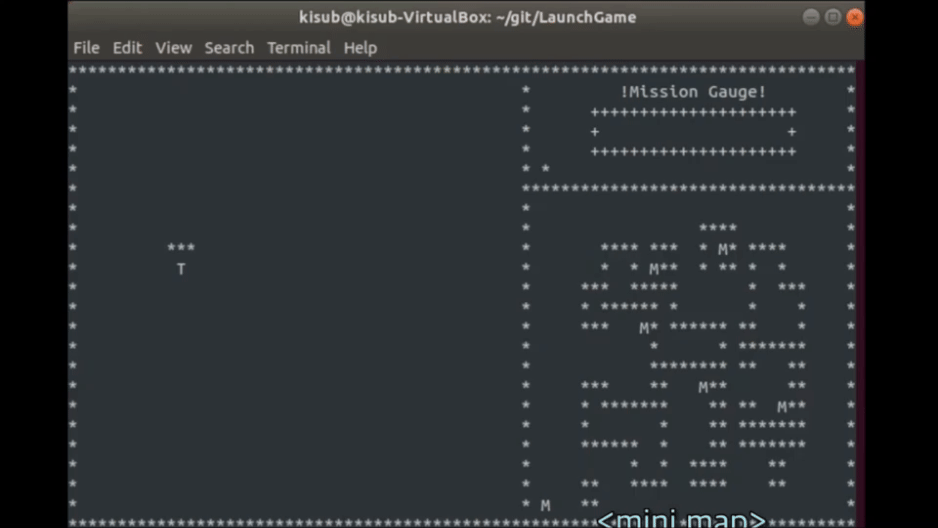 kisub@kisub-VirtualBox: ~/git/LaunchGame
File Edit View Search Terminal Help
*******************************************************************************
* * !Mission Gauge! *
* * +++++++++++++++++++++ *
* * + + *
* * +++++++++++++++++++++ *
* * * *
* **********************************
* * *
* * **** *
* *** * **** *** * M* **** *
* T * * * M** * ** * * *
* * *** ***** * *** *
* * * ****** * * * *
* * *** M* ****** ** * *
* * * * ******* *
* * ******** ** ** *
* * *** ** M** ** *
* * * ******* ** ** M** *
* * * * ** ******* *
* * ****** * ** ******* *
* * * * **** ** *
* * ** **** **** ** *
* * M ** *
*******************************************************************************
<mini map>